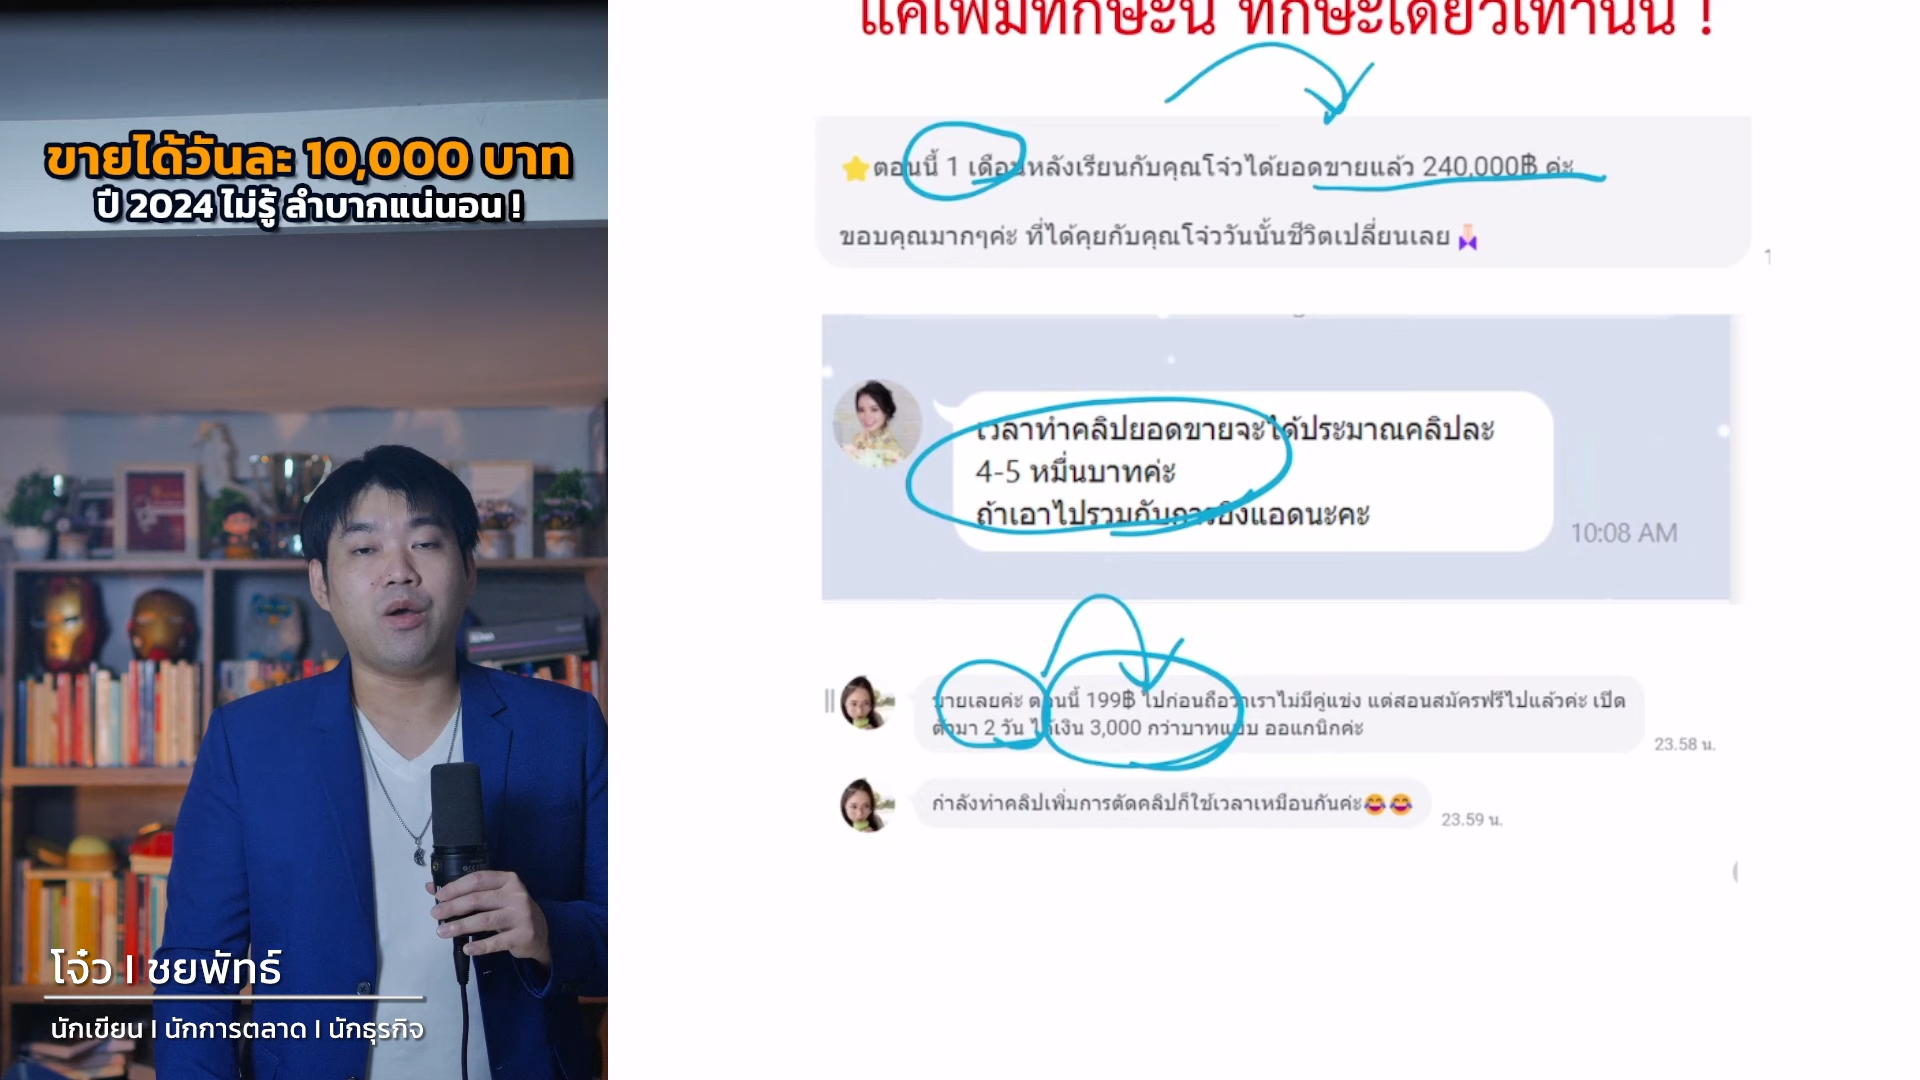 ขายได้วันละ 10,000 บาท
ปี 2024 ไม่รู้ ลำบากแน่นอน !
โจ๋ว | ชยพัทธ์
นักเขียน | นักการตลาด | นักธุรกิจ
แค่เพิ่มทักษะนี้ ทักษะเดียวเท่านั้น !
ตอนนี้ 1 เดือนหลังเรียนกับคุณโจ๋วได้ยอดขายแล้ว 240,000฿ ค่ะ
ขอบคุณมากๆค่ะ ที่ได้คุยกับคุณโจ๋ววันนั้นชีวิตเปลี่ยนเลย
เวลาทำคลิปยอดขายจะได้ประมาณคลิปละ
4-5 หมื่นบาทค่ะ
ถ้าเอาไปรวมกับการยิงแอดนะคะ
10:08 AM
ขายเลยค่ะ ตอนนี้ 199฿ ไปก่อนถือว่าเราไม่มีคู่แข่ง แต่สอนสมัครฟรีไปแล้วค่ะ เปิด
ตัวมา 2 วัน ได้เงิน 3,000 กว่าบาทแบบ ออแกนิกค่ะ
23.58 น.
กำลังทำคลิปเพิ่มการตัดคลิปก็ใช้เวลาเหมือนกันค่ะ
23.59 น.